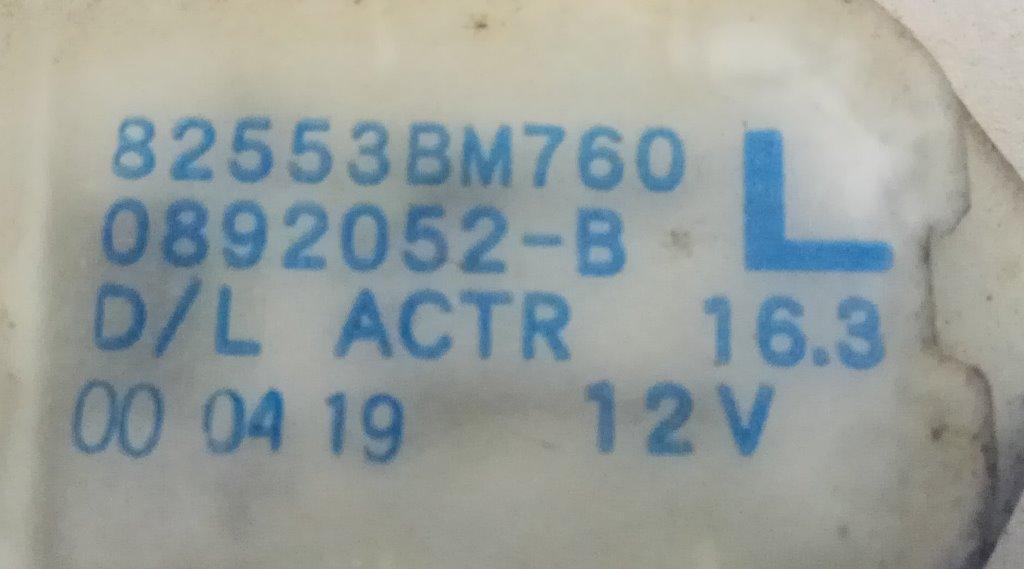 82553BM760 L
0892052-B
D/L ACTR 16.3
00 04 19 12V